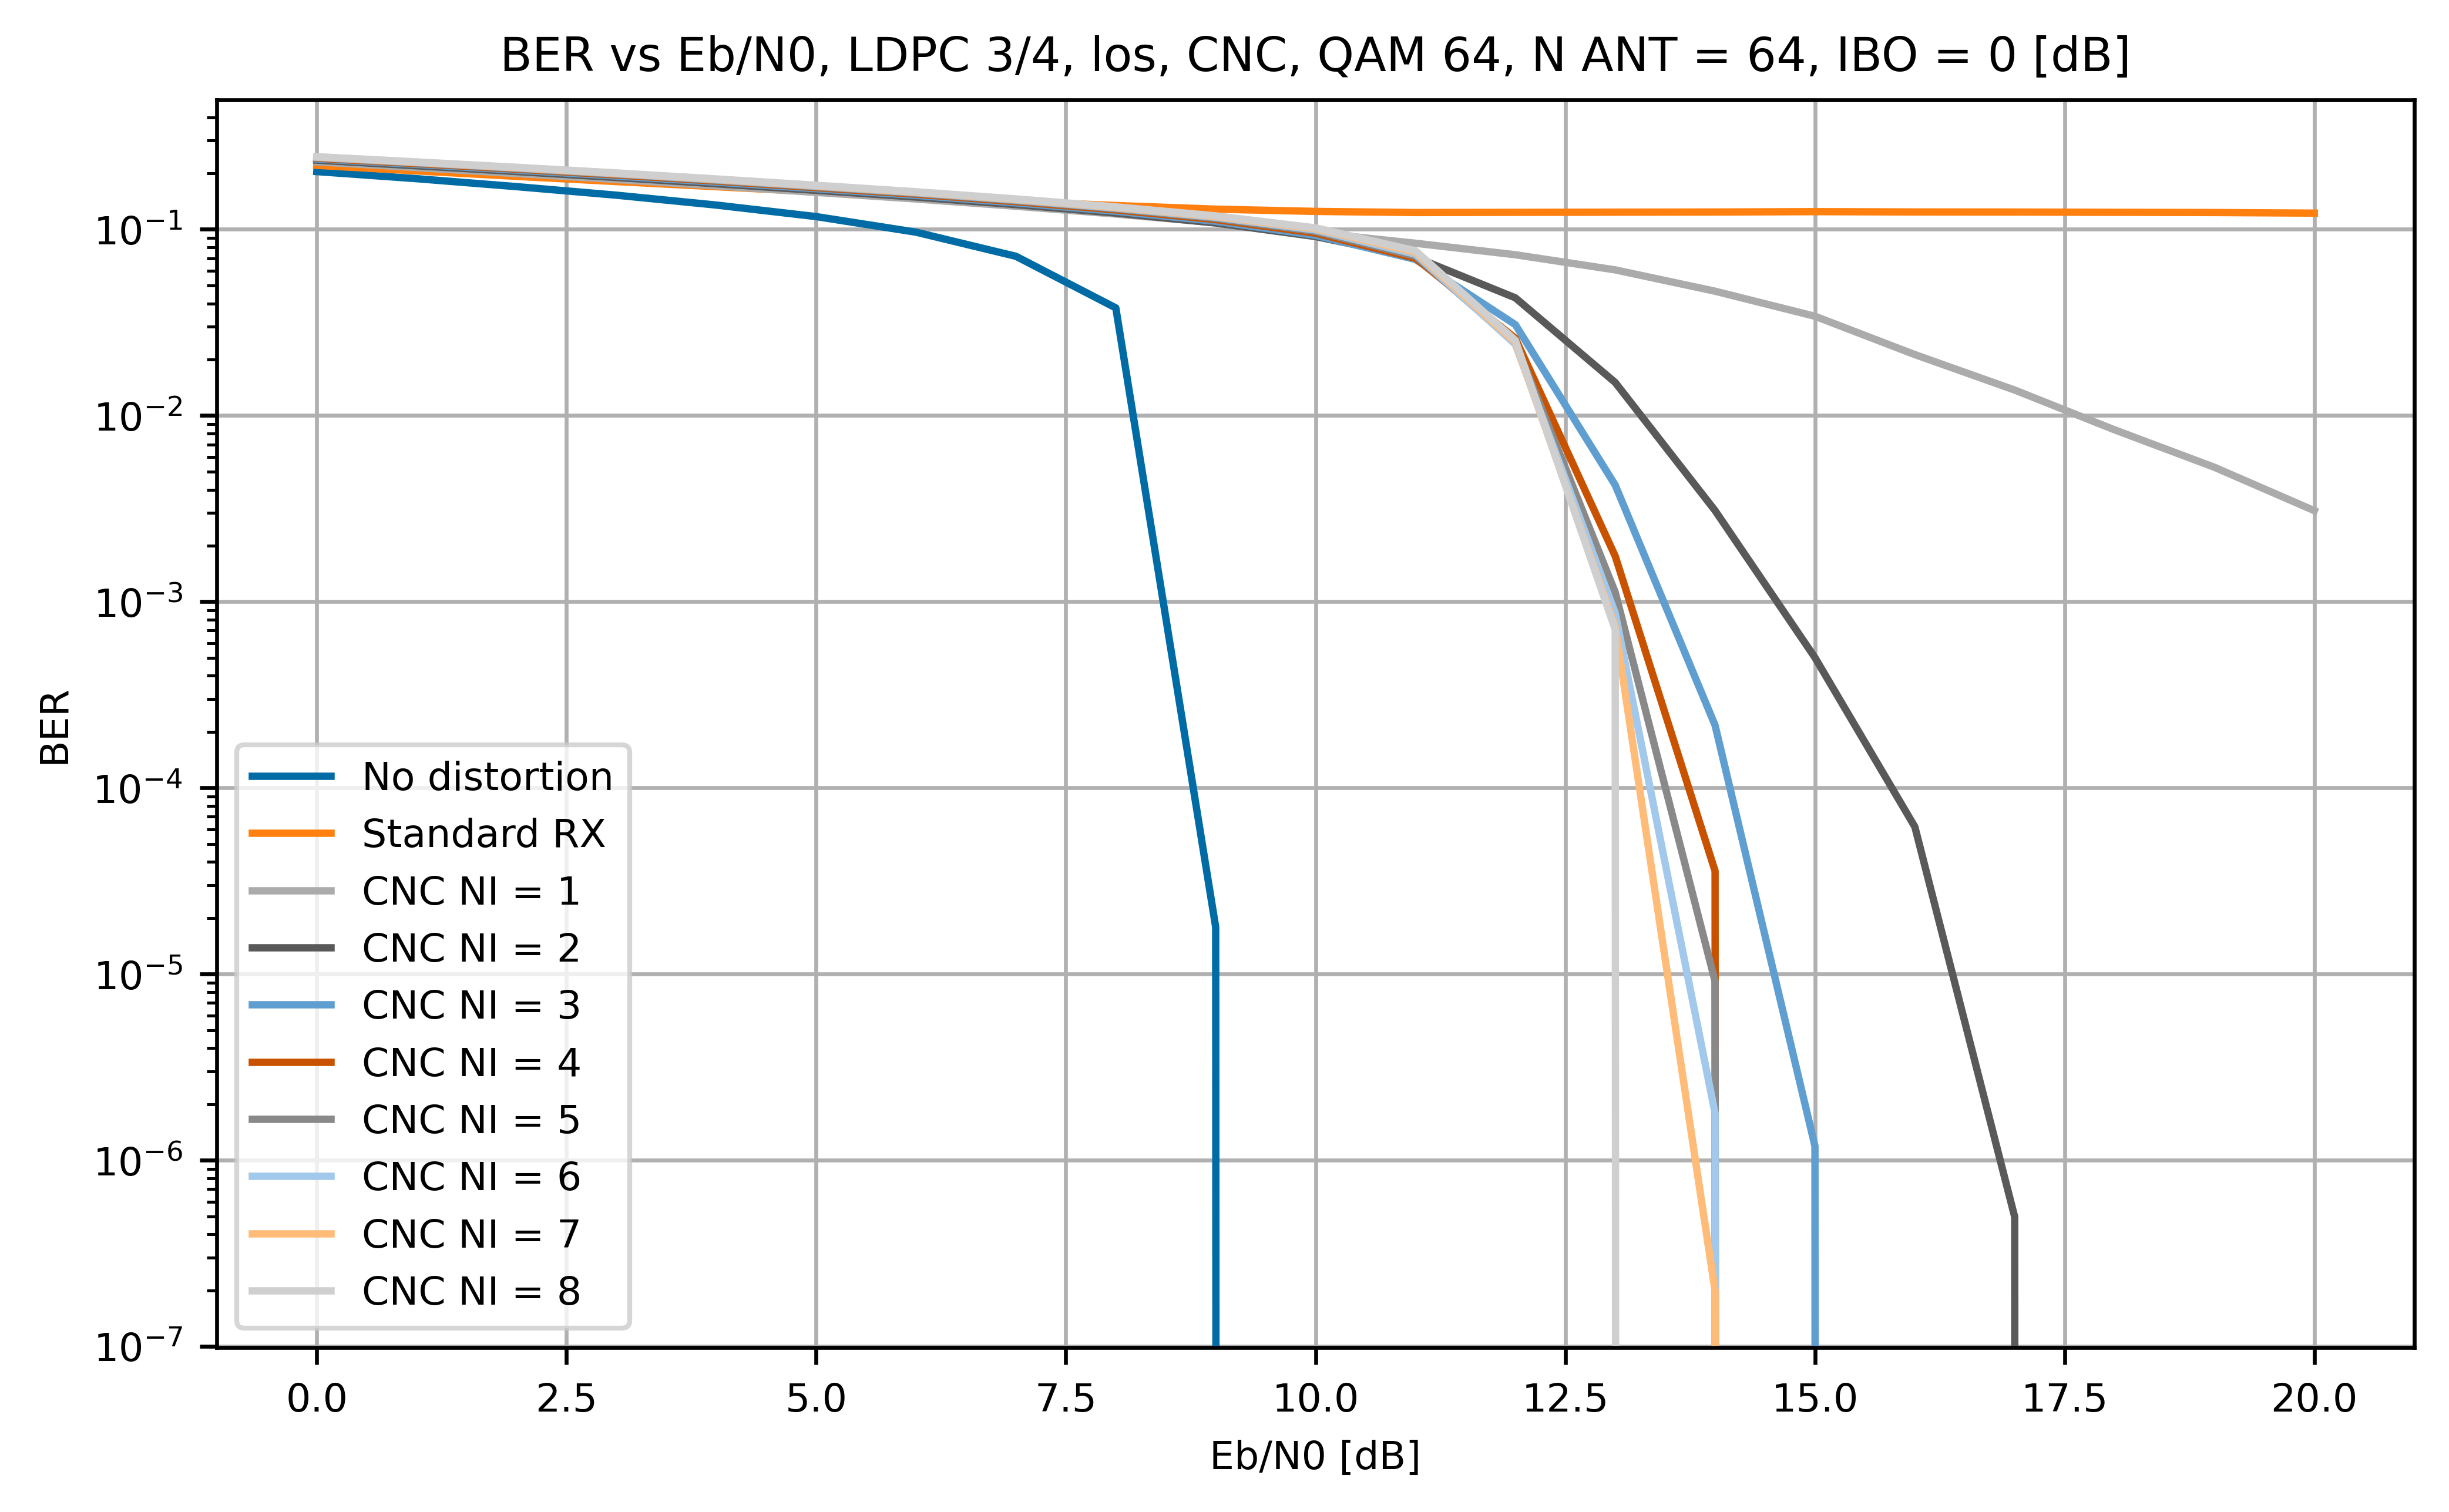 BER vs Eb/N0, LDPC 3/4, los, CNC, QAM 64, N ANT = 64, IBO = 0 [dB]
BER
10⁻¹
10⁻²
10⁻³
10⁻⁴
10⁻⁵
10⁻⁶
10⁻⁷
No distortion
Standard RX
CNC NI = 1
CNC NI = 2
CNC NI = 3
CNC NI = 4
CNC NI = 5
CNC NI = 6
CNC NI = 7
CNC NI = 8
0.0 2.5 5.0 7.5 10.0 12.5 15.0 17.5 20.0
Eb/N0 [dB]